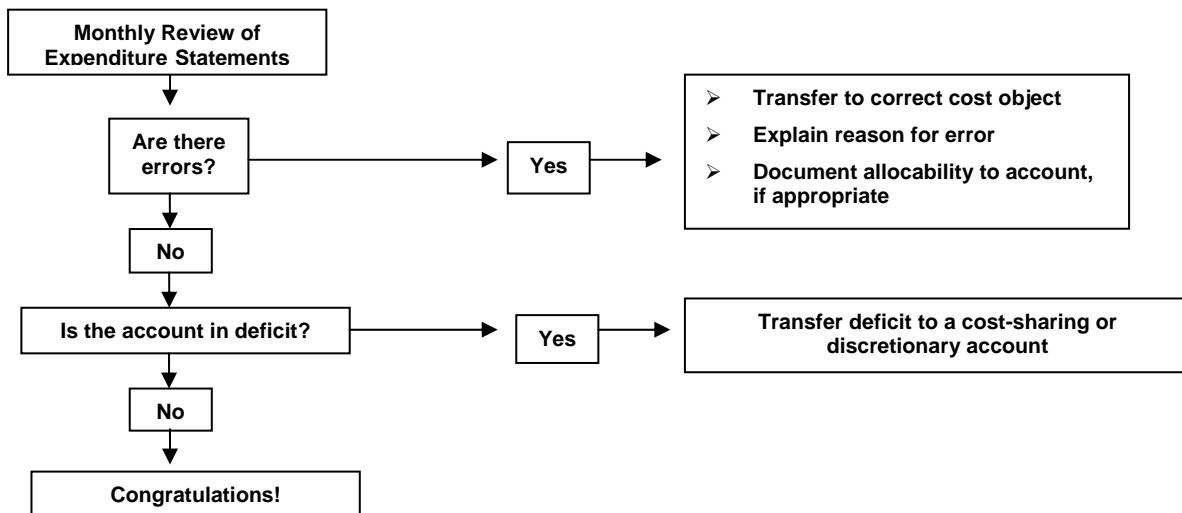 Monthly Review of
Expenditure Statements
➢ Transfer to correct cost object
➢ Explain reason for error
➢ Document allocability to account,
if appropriate
Are there
errors?
Yes
No
Is the account in deficit?
Yes
Transfer deficit to a cost-sharing or
discretionary account
No
Congratulations!